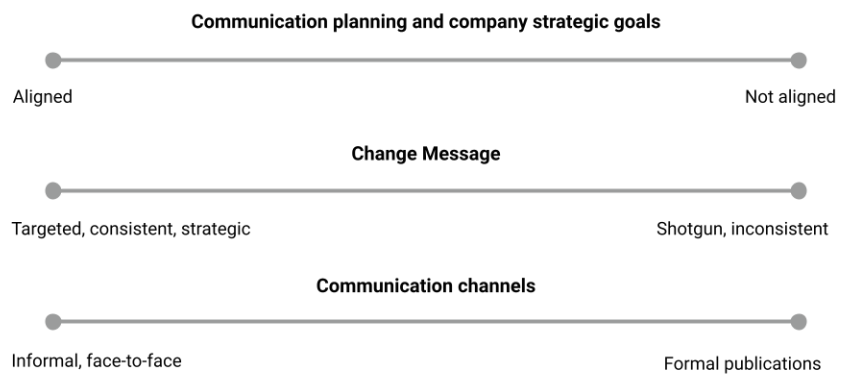 Communication planning and company strategic goals
Aligned
Not aligned
Change Message
Targeted, consistent, strategic
Shotgun, inconsistent
Communication channels
Informal, face-to-face
Formal publications